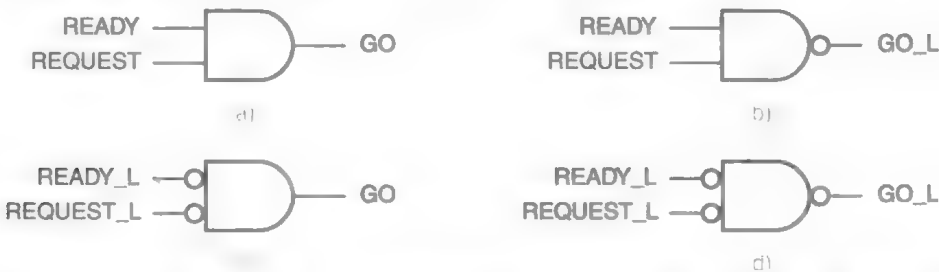 READY
REQUEST
GO
a)
READY
REQUEST
GO_L
b)
READY_L
REQUEST_L
GO
READY_L
REQUEST_L
GO_L
d)